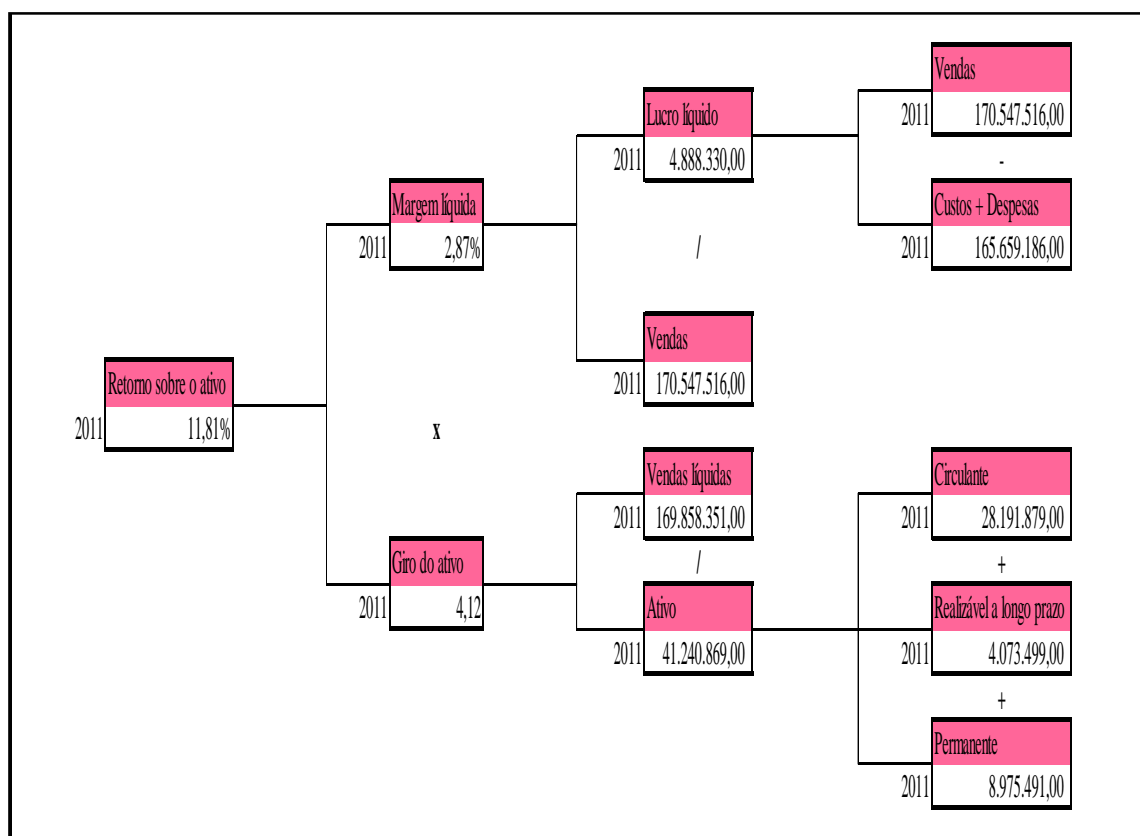 Vendas
2011 170.547.516,00
Lucro líquido
2011 4.888.330,00
-
Margem líquida
2011 2,87%
Custos + Despesas
2011 165.659.186,00
/
Vendas
2011 170.547.516,00
Retorno sobre o ativo
2011 11,81%
x
Vendas líquidas
2011 169.858.351,00
Circulante
2011 28.191.879,00
Giro do ativo
2011 4,12
/
+
Ativo
2011 41.240.869,00
Realizável a longo prazo
2011 4.073.499,00
+
Permanente
2011 8.975.491,00